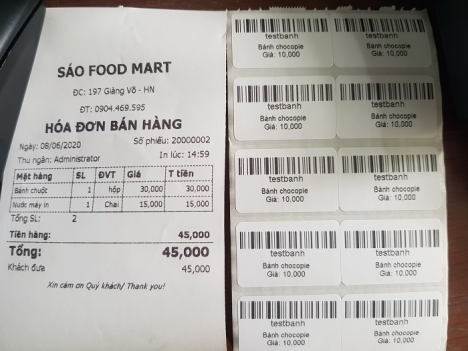 SÁO FOOD MART
ĐC: 197 Giảng Võ - HN
ĐT: 0904.469.595
HÓA ĐƠN BÁN HÀNG
Số phiếu: 20000002
Ngày: 08/06/2020
In lúc: 14:59
Thu ngân: Administrator
Mặt hàng SL ĐVT Giá T tiền
Bánh chuột 1 hộp 30,000 30,000
Nước máy in 1 Chai 15,000 15,000
Tổng SL: 2
Tiền hàng: 45,000
Tổng: 45,000
Khách đưa 45,000
Xin cảm ơn Quý khách/ Thank you!
testbanh
Bánh chocopie
Giá: 10,000
testbanh
Bánh chocopie
Giá: 10,000
testbanh
Bánh chocopie
Giá: 10,000
testbanh
Bánh chocopie
Giá: 10,000
testbanh
Bánh chocopie
Giá: 10,000
testbanh
Bánh chocopie
Giá: 10,000
testbanh
Bánh chocopie
Giá: 10,000
testbanh
Bánh chocopie
Giá: 10,000
testbanh
Bánh chocopie
Giá: 10,000
testbanh
Bánh chocopie
Giá: 10,000